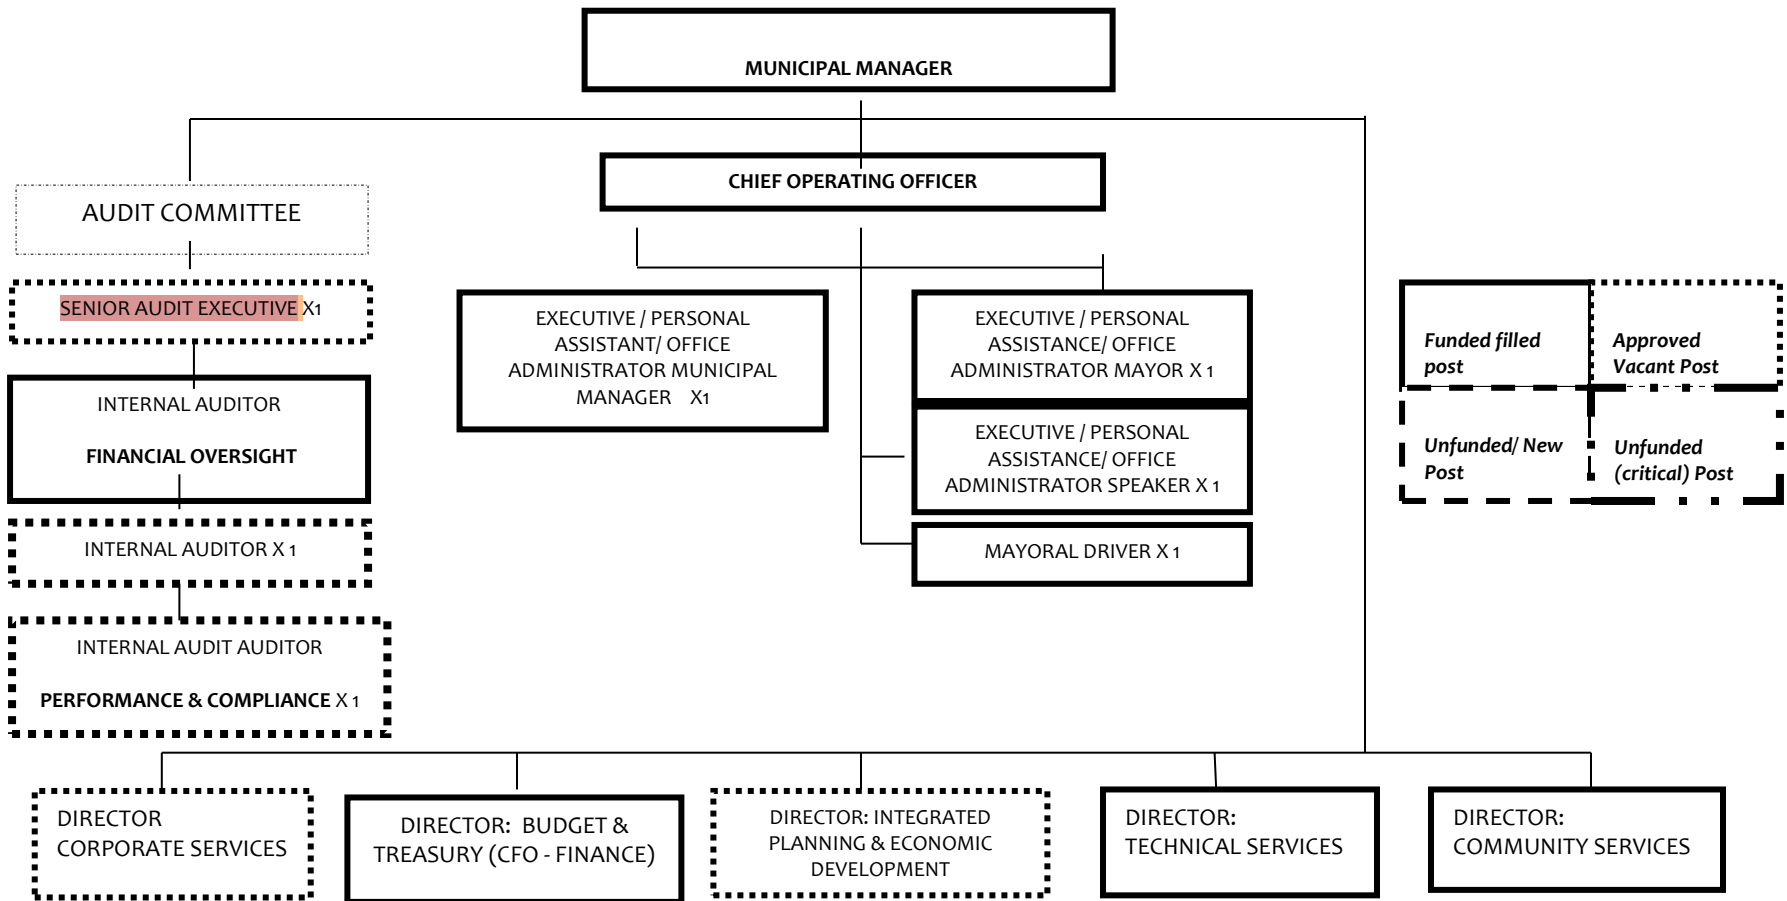 MUNICIPAL MANAGER
CHIEF OPERATING OFFICER
AUDIT COMMITTEE
SENIOR AUDIT EXECUTIVE X1
INTERNAL AUDITOR
FINANCIAL OVERSIGHT
INTERNAL AUDITOR X 1
INTERNAL AUDIT AUDITOR
PERFORMANCE & COMPLIANCE X 1
EXECUTIVE / PERSONAL
ASSISTANT/ OFFICE
ADMINISTRATOR MUNICIPAL
MANAGER X1
EXECUTIVE / PERSONAL
ASSISTANCE/ OFFICE
ADMINISTRATOR MAYOR X 1
EXECUTIVE / PERSONAL
ASSISTANCE/ OFFICE
ADMINISTRATOR SPEAKER X 1
MAYORAL DRIVER X 1
Funded filled
post
Approved
Vacant Post
Unfunded/ New
Post
Unfunded
(critical) Post
DIRECTOR
CORPORATE SERVICES
DIRECTOR: BUDGET &
TREASURY (CFO - FINANCE)
DIRECTOR: INTEGRATED
PLANNING & ECONOMIC
DEVELOPMENT
DIRECTOR:
TECHNICAL SERVICES
DIRECTOR:
COMMUNITY SERVICES